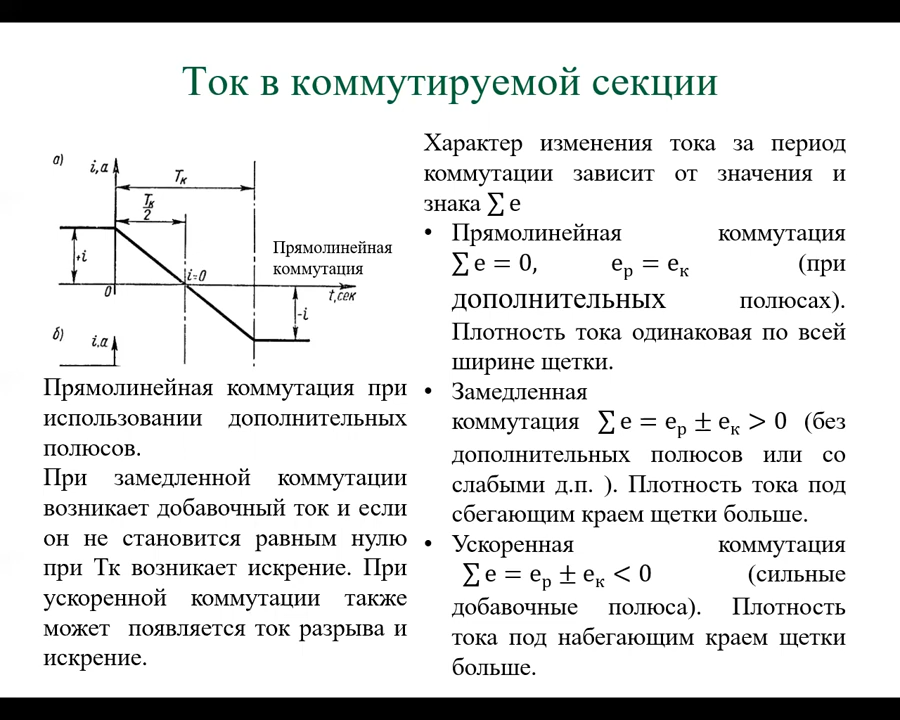 Ток в коммутируемой секции
а)
i,а
Тк
Тк
2
+i
Прямолинейная
коммутация
i=0
0
t,сек
-i
б)
i,а
Прямолинейная коммутация при
использовании дополнительных
полюсов.
При замедленной коммутации
возникает добавочный ток и если
он не становится равным нулю
при Тк возникает искрение. При
ускоренной коммутации также
может появляется ток разрыва и
искрение.
Характер изменения тока за период
коммутации зависит от значения и
знака ∑ e
• Прямолинейная коммутация
∑ e = 0, eр = eк (при
дополнительных полюсах).
Плотность тока одинаковая по всей
ширине щетки.
• Замедленная
коммутация ∑ e = eр ± eк > 0 (без
дополнительных полюсов или со
слабыми д.п. ). Плотность тока под
сбегающим краем щетки больше.
• Ускоренная коммутация
∑ e = eр ± eк < 0 (сильные
добавочные полюса). Плотность
тока под набегающим краем щетки
больше.